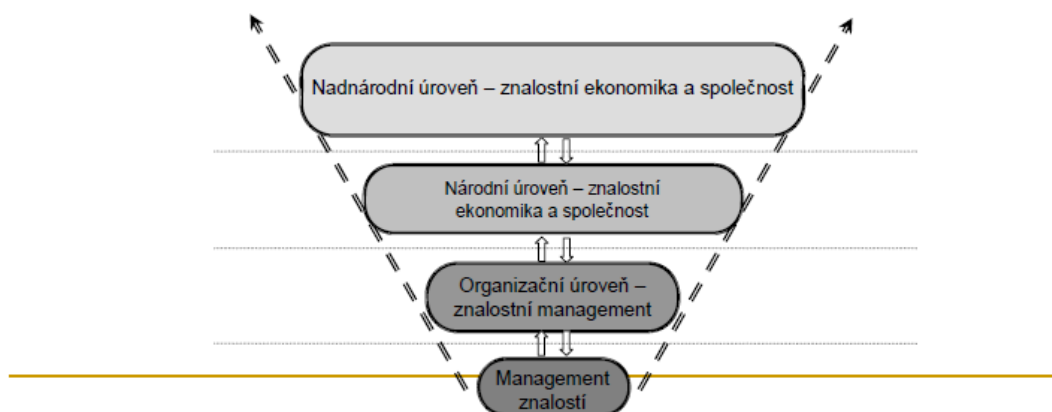 Nadnárodní úroveň – znalostní ekonomika a společnost
Národní úroveň – znalostní
ekonomika a společnost
Organizační úroveň –
znalostní management
Management
znalostí